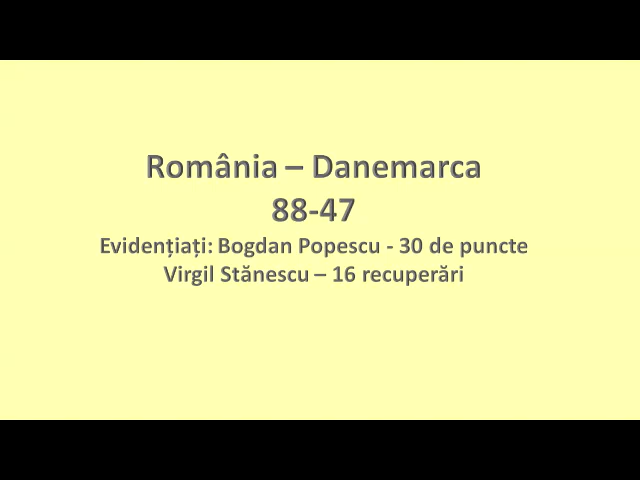 România – Danemarca
88-47
Evidențiați: Bogdan Popescu - 30 de puncte
Virgil Stănescu – 16 recuperări